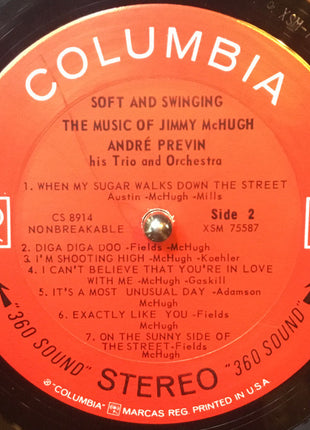 XSM-
COLUMBIA
SOFT AND SWINGING
THE MUSIC OF JIMMY McHUGH
ANDRÉ PREVIN
his Trio and Orchestra
1. WHEN MY SUGAR WALKS DOWN THE STREET
Austin -McHugh -Mills
CS 8914
NONBREAKABLE
Side 2
XSM 75587
2. DIGA DIGA DOO -Fields -McHugh
3. I'M SHOOTING HIGH -McHugh -Koehler
4. I CAN'T BELIEVE THAT YOU'RE IN LOVE
WITH ME -McHugh -Gaskill
5. IT'S A MOST UNUSUAL DAY -Adamson
McHugh
6. EXACTLY LIKE YOU -Fields
McHugh
7. ON THE SUNNY SIDE OF
THE STREET-Fields
McHugh
"360 SOUND" STEREO "360 SOUND"
® "COLUMBIA" MARCAS REG. PRINTED IN U.S.A.